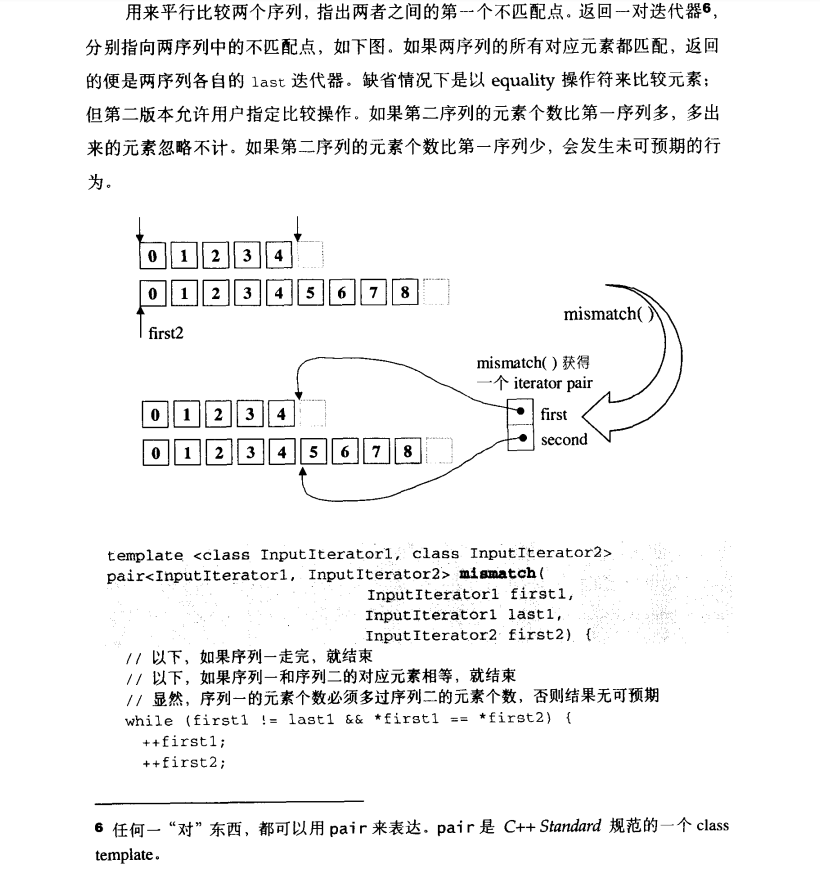 用来平行比较两个序列，指出两者之间的第一个不匹配点。返回一对迭代器6，
分别指向两序列中的不匹配点，如下图。如果两序列的所有对应元素都匹配，返回
的便是两序列各自的 last 迭代器。缺省情况下是以 equality 操作符来比较元素；
但第二版本允许用户指定比较操作。如果第二序列的元素个数比第一序列多，多出
来的元素忽略不计。如果第二序列的元素个数比第一序列少，会发生未可预期的行
为。
0 1 2 3 4
0 1 2 3 4 5 6 7 8
first2
mismatch( )
mismatch( ) 获得
一个 iterator pair
0 1 2 3 4
first
0 1 2 3 4 5 6 7 8
second
template <class InputIterator1, class InputIterator2>
pair<InputIterator1, InputIterator2> mismatch(
InputIterator1 first1,
InputIterator1 last1,
InputIterator2 first2) {
// 以下，如果序列一走完，就结束
// 以下，如果序列一和序列二的对应元素相等，就结束
// 显然，序列一的元素个数必须多过序列二的元素个数，否则结果无可预期
while (first1 != last1 && *first1 == *first2) {
++first1;
++first2;
6 任何一“对”东西，都可以用 pair 来表达。pair 是 C++ Standard 规范的一个 class
template。